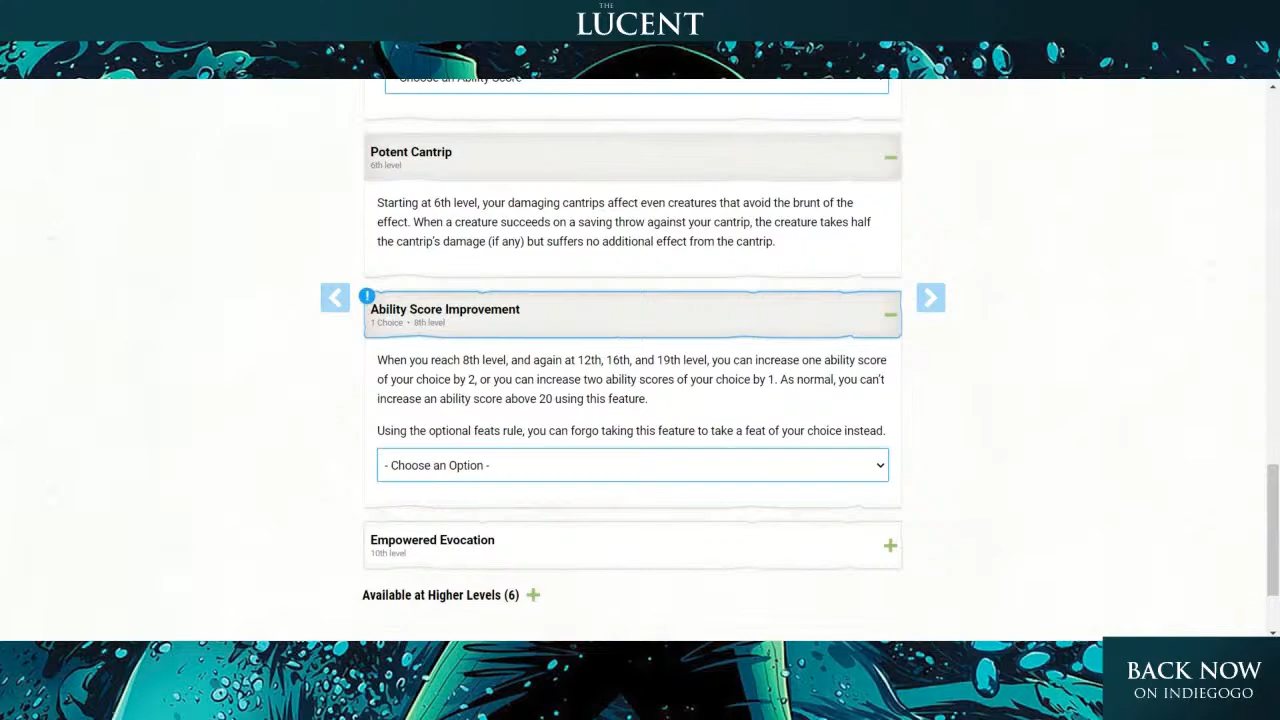 THE
LUCENT
Choose an Ability Score
Potent Cantrip
6th level
Starting at 6th level, your damaging cantrips affect even creatures that avoid the brunt of the
effect. When a creature succeeds on a saving throw against your cantrip, the creature takes half
the cantrip's damage (if any) but suffers no additional effect from the cantrip.
!
Ability Score Improvement
1 Choice • 8th level
When you reach 8th level, and again at 12th, 16th, and 19th level, you can increase one ability score
of your choice by 2, or you can increase two ability scores of your choice by 1. As normal, you can't
increase an ability score above 20 using this feature.
Using the optional feats rule, you can forgo taking this feature to take a feat of your choice instead.
- Choose an Option -
Empowered Evocation
10th level
Available at Higher Levels (6)
BACK NOW
ON INDIEGOGO